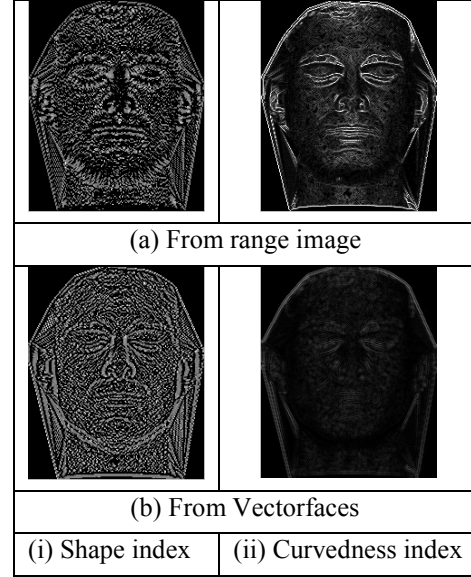 (a) From range image
(b) From Vectorfaces
(i) Shape index (ii) Curvedness index